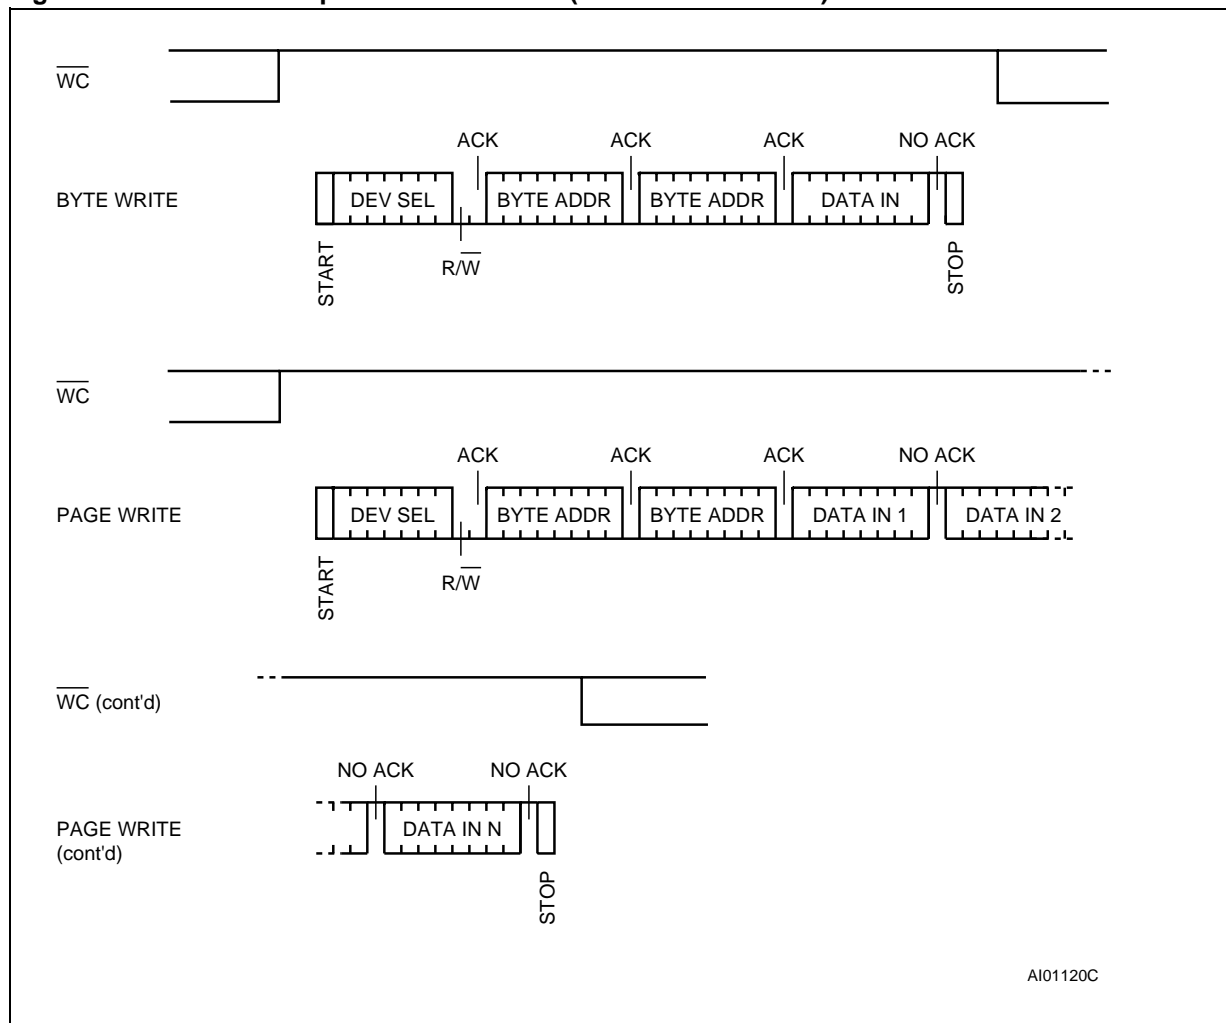 WC
ACK ACK ACK NO ACK
BYTE WRITE DEV SEL BYTE ADDR BYTE ADDR DATA IN
START R/W STOP
WC
ACK ACK ACK NO ACK
PAGE WRITE DEV SEL BYTE ADDR BYTE ADDR DATA IN 1 DATA IN 2
START R/W
WC (cont'd)
NO ACK NO ACK
PAGE WRITE DATA IN N
(cont'd)
STOP
AI01120C